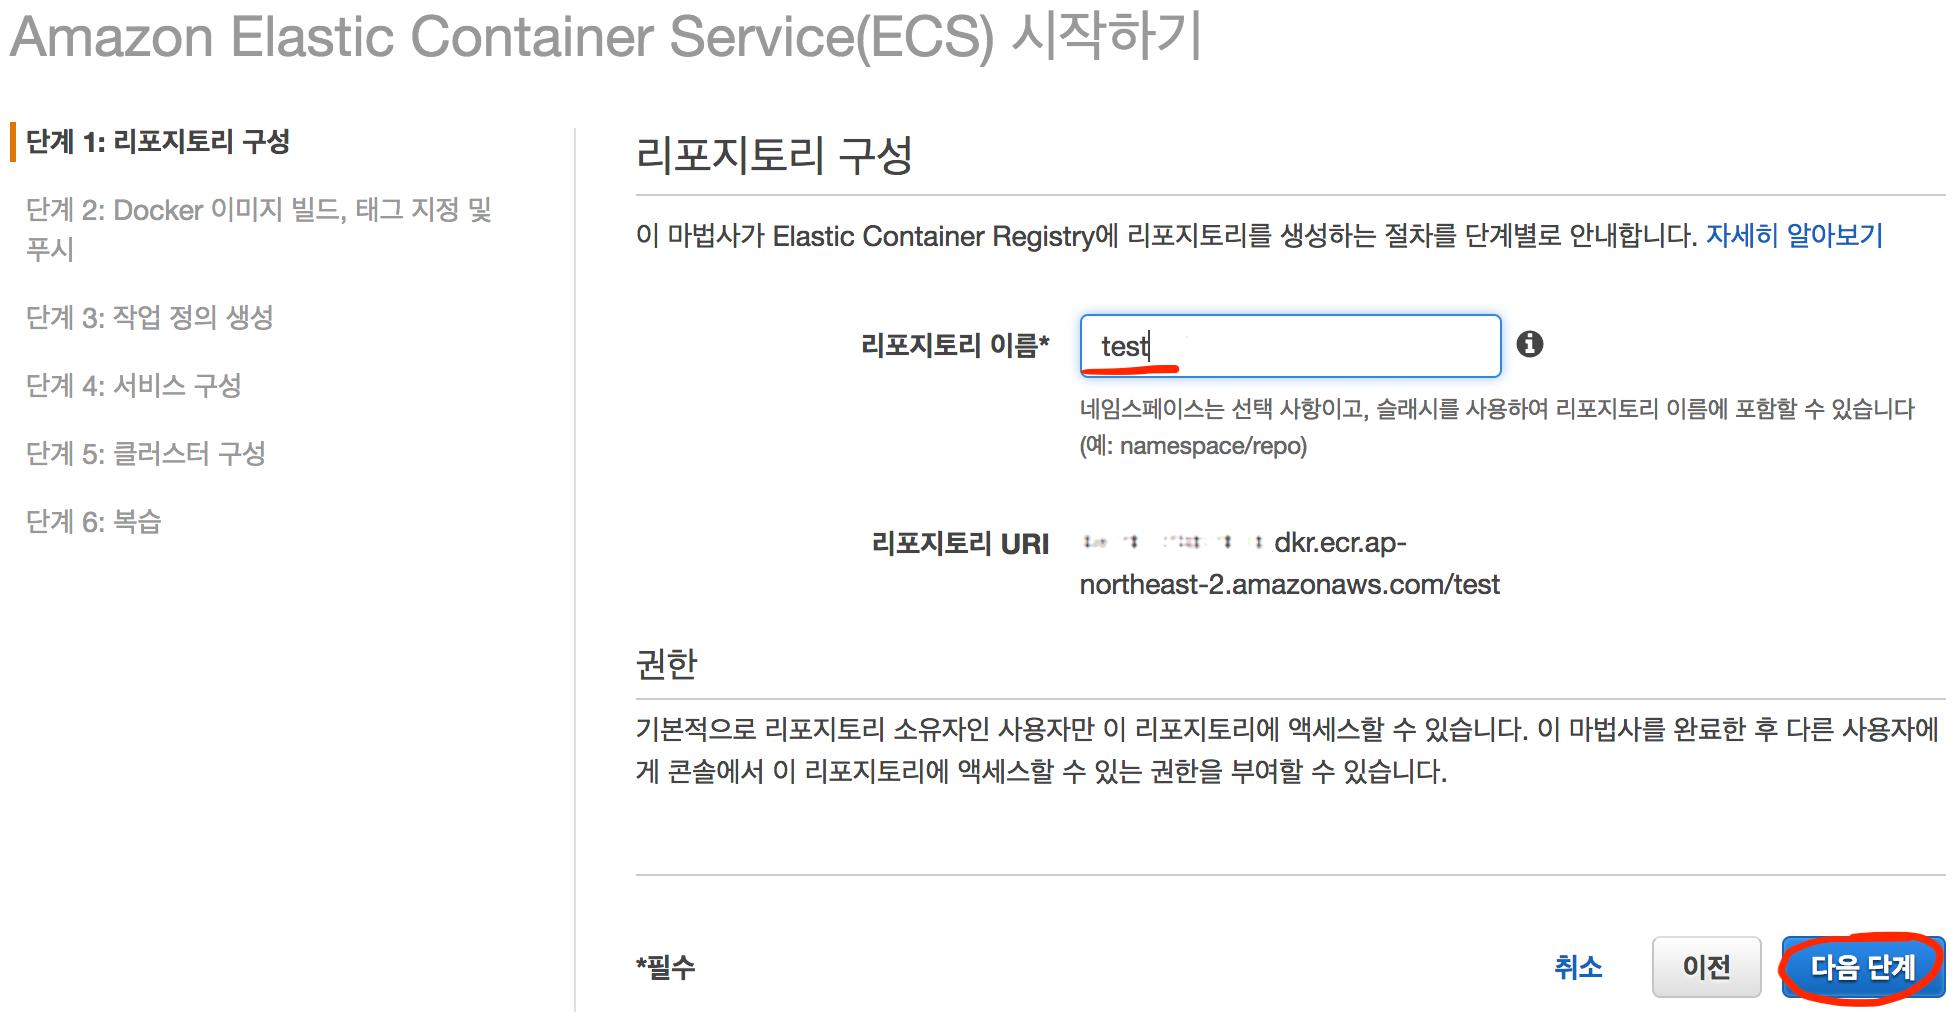 Amazon Elastic Container Service(ECS) 시작하기
단계 1: 리포지토리 구성
단계 2: Docker 이미지 빌드, 태그 지정 및
푸시
단계 3: 작업 정의 생성
단계 4: 서비스 구성
단계 5: 클러스터 구성
단계 6: 복습
리포지토리 구성
이 마법사가 Elastic Container Registry에 리포지토리를 생성하는 절차를 단계별로 안내합니다. 자세히 알아보기
리포지토리 이름* test
네임스페이스는 선택 사항이고, 슬래시를 사용하여 리포지토리 이름에 포함할 수 있습니다
(예: namespace/repo)
리포지토리 URI dkr.ecr.ap-
northeast-2.amazonaws.com/test
권한
기본적으로 리포지토리 소유자인 사용자만 이 리포지토리에 액세스할 수 있습니다. 이 마법사를 완료한 후 다른 사용자에
게 콘솔에서 이 리포지토리에 액세스할 수 있는 권한을 부여할 수 있습니다.
*필수 취소 이전 다음 단계